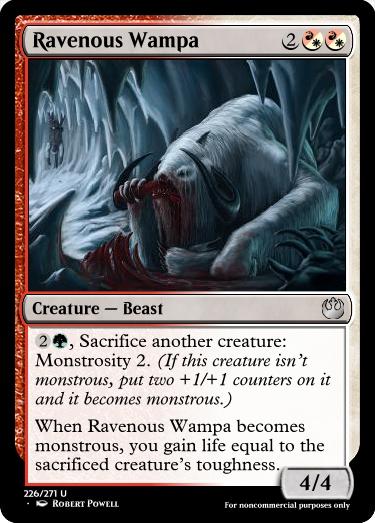 Ravenous Wampa 2
Creature — Beast
2, Sacrifice another creature:
Monstrosity 2. (If this creature isn't
monstrous, put two +1/+1 counters on it
and it becomes monstrous.)
When Ravenous Wampa becomes
monstrous, you gain life equal to the
sacrificed creature's toughness.
4/4
226/271 U
· Robert Powell
For noncommercial purposes only